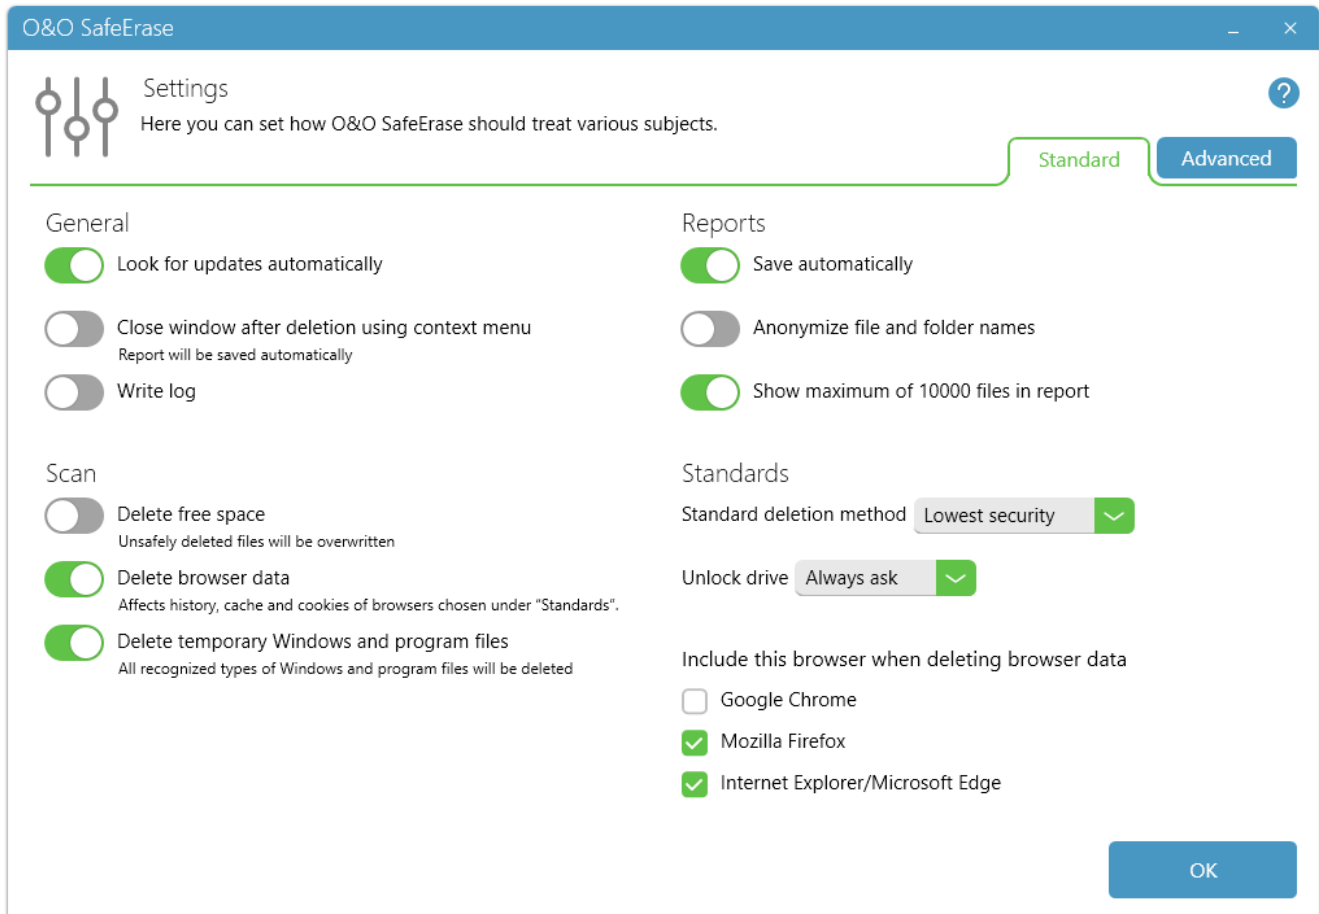 O&O SafeErase
Settings
Here you can set how O&O SafeErase should treat various subjects.
?
Standard
Advanced
General
Look for updates automatically
Close window after deletion using context menu
Report will be saved automatically
Write log
Reports
Save automatically
Anonymize file and folder names
Show maximum of 10000 files in report
Scan
Delete free space
Unsafely deleted files will be overwritten
Delete browser data
Affects history, cache and cookies of browsers chosen under “Standards”.
Delete temporary Windows and program files
All recognized types of Windows and program files will be deleted
Standards
Standard deletion method Lowest security
Unlock drive Always ask
Include this browser when deleting browser data
Google Chrome
Mozilla Firefox
Internet Explorer/Microsoft Edge
OK